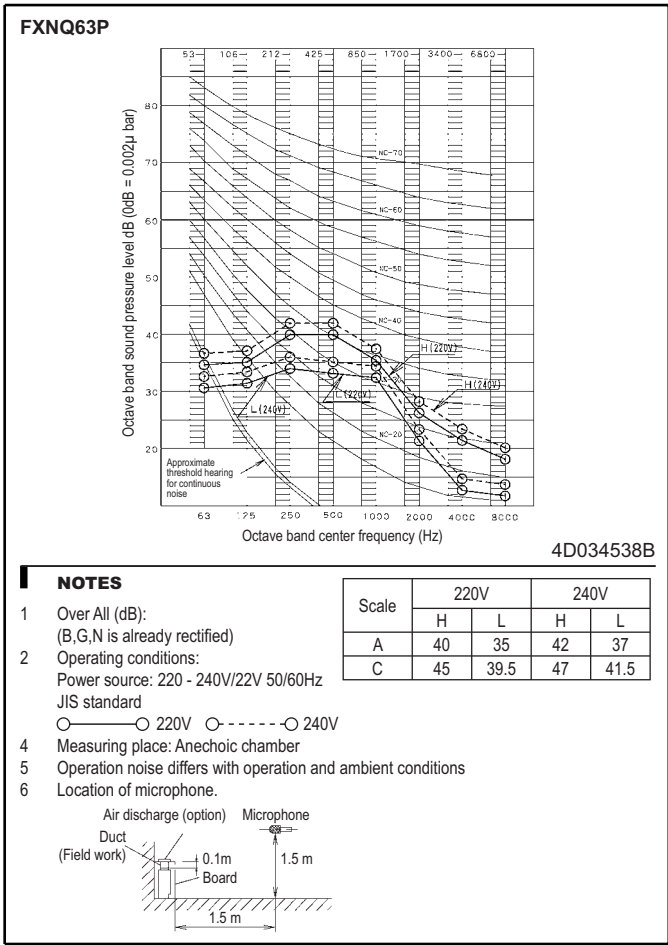 FXNQ63P
53 106 212 425 850 1700 3400 6800
80
70
60
50
40
30
20
NC-70
NC-60
NC-50
NC-40
NC-20
H (220V)
H (240V)
L (240V)
L (220V)
Approximate
threshold hearing
for continuous
noise
Octave band sound pressure level dB (0dB = 0.002µ bar)
63 125 250 500 1000 2000 4000 8000
Octave band center frequency (Hz)
4D034538B
NOTES
1 Over All (dB):
(B,G,N is already rectified)
2 Operating conditions:
Power source: 220 - 240V/22V 50/60Hz
JIS standard
220V 240V
4 Measuring place: Anechoic chamber
5 Operation noise differs with operation and ambient conditions
6 Location of microphone.
Scale 220V 240V
H L H L
A 40 35 42 37
C 45 39.5 47 41.5
Air discharge (option) Microphone
Duct
(Field work)
0.1m
Board
1.5 m
1.5 m